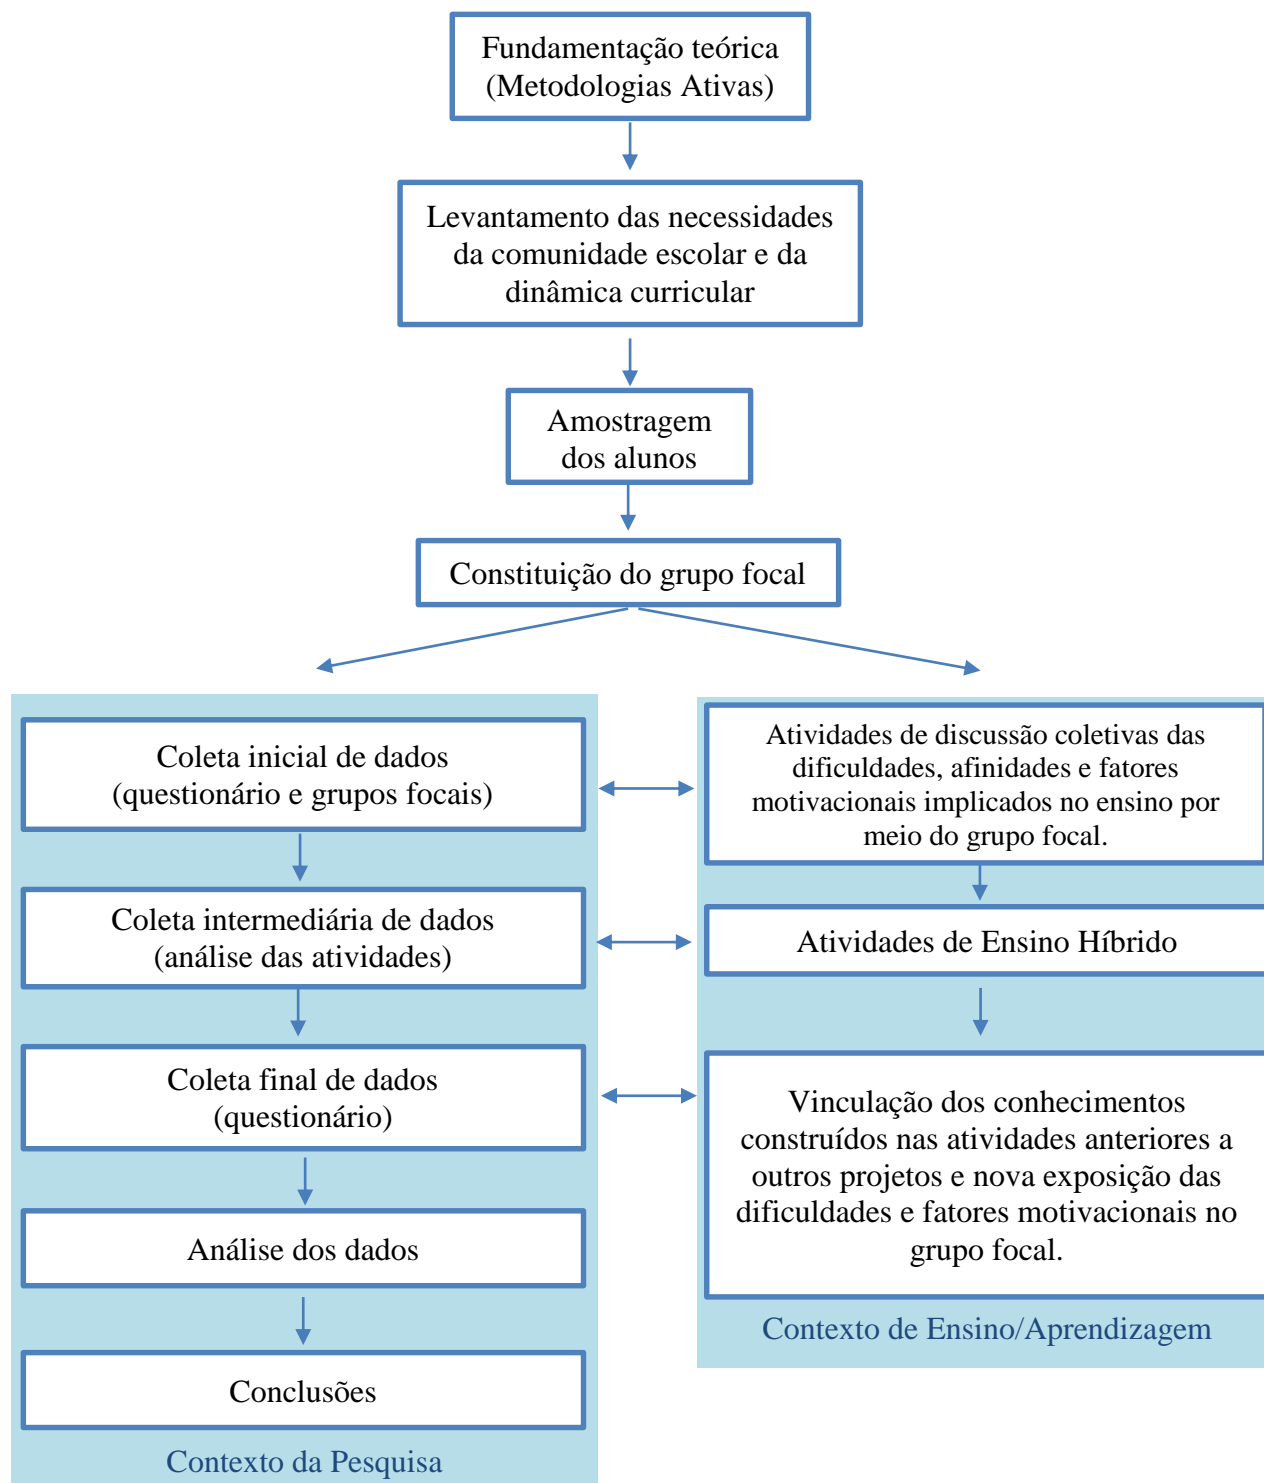 Fundamentação teórica
(Metodologias Ativas)
Levantamento das necessidades
da comunidade escolar e da
dinâmica curricular
Amostragem
dos alunos
Constituição do grupo focal
Coleta inicial de dados
(questionário e grupos focais)
Coleta intermediária de dados
(análise das atividades)
Coleta final de dados
(questionário)
Análise dos dados
Conclusões
Contexto da Pesquisa
Atividades de discussão coletivas das
dificuldades, afinidades e fatores
motivacionais implicados no ensino por
meio do grupo focal.
Atividades de Ensino Híbrido
Vinculação dos conhecimentos
construídos nas atividades anteriores a
outros projetos e nova exposição das
dificuldades e fatores motivacionais no
grupo focal.
Contexto de Ensino/Aprendizagem